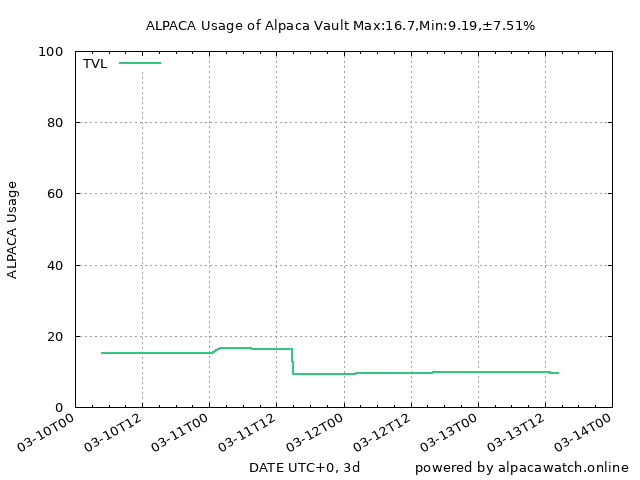 ALPACA Usage of Alpaca Vault Max:16.7,Min:9.19,±7.51%
100
TVL
80
60
40
20
0
ALPACA Usage
03-10T00
03-10T12
03-11T00
03-11T12
03-12T00
03-12T12
03-13T00
03-13T12
03-14T00
DATE UTC+0, 3d
powered by alpacawatch.online